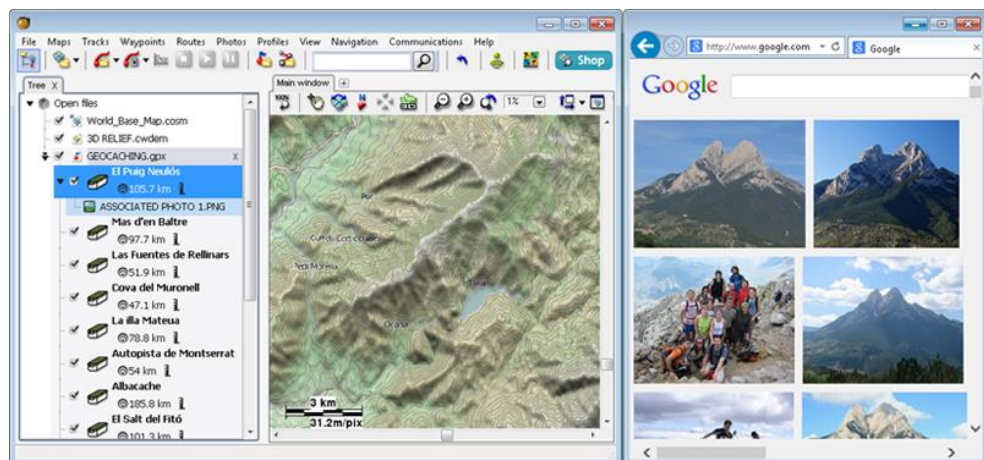 File Maps Tracks Waypoints Routes Photos Profiles View Navigation Communications Help
Shop
Tree X
Open files
World_Base_Map.cosm
3D RELIEF.cwdem
GEOCACHING.gpx x
El Puig Neulós
105.7 km
ASSOCIATED PHOTO 1.PNG
Mas d'en Baltre
97.7 km
Las Fuentes de Rellinars
51.9 km
Cova del Muronell
47.1 km
La illa Mateua
78.8 km
Autopista de Montserrat
54 km
Albacache
185.8 km
El Salt del Fitó
101.3 km
Main window
100%
1%
3 km
31.2m/pix
http://www.google.com
Google
Google